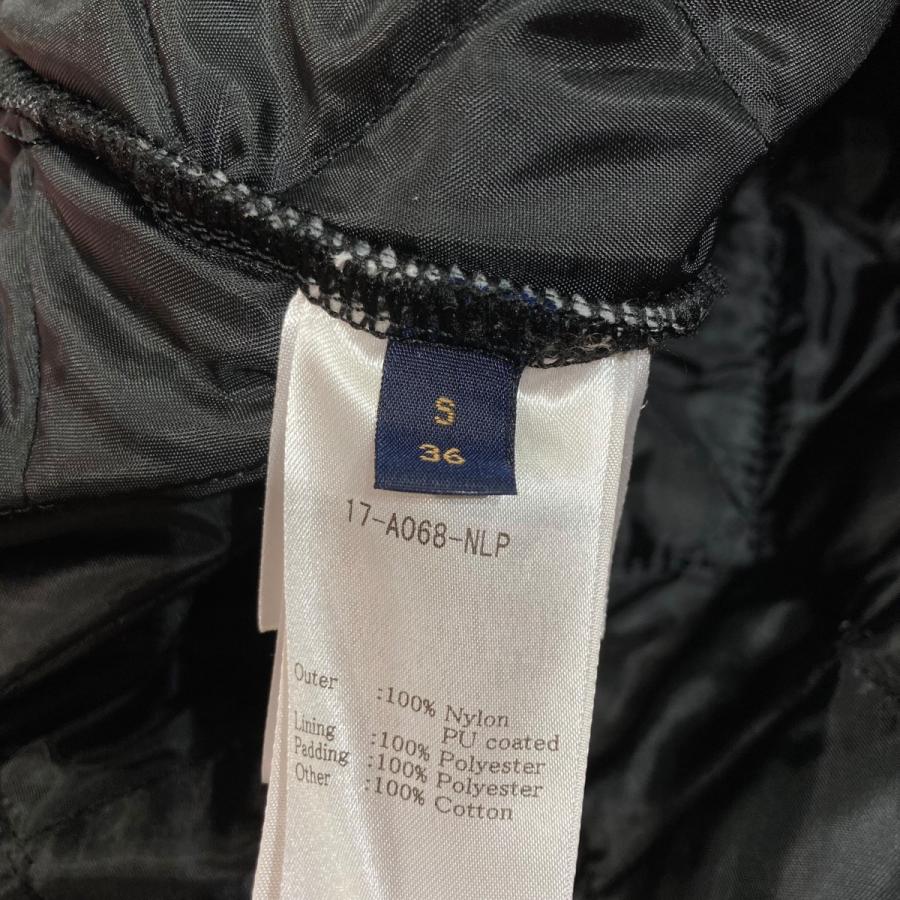 S
36
17-A068-NLP
Outer :100% Nylon
PU coated
Lining :100% Polyester
Padding :100% Polyester
Other :100% Cotton